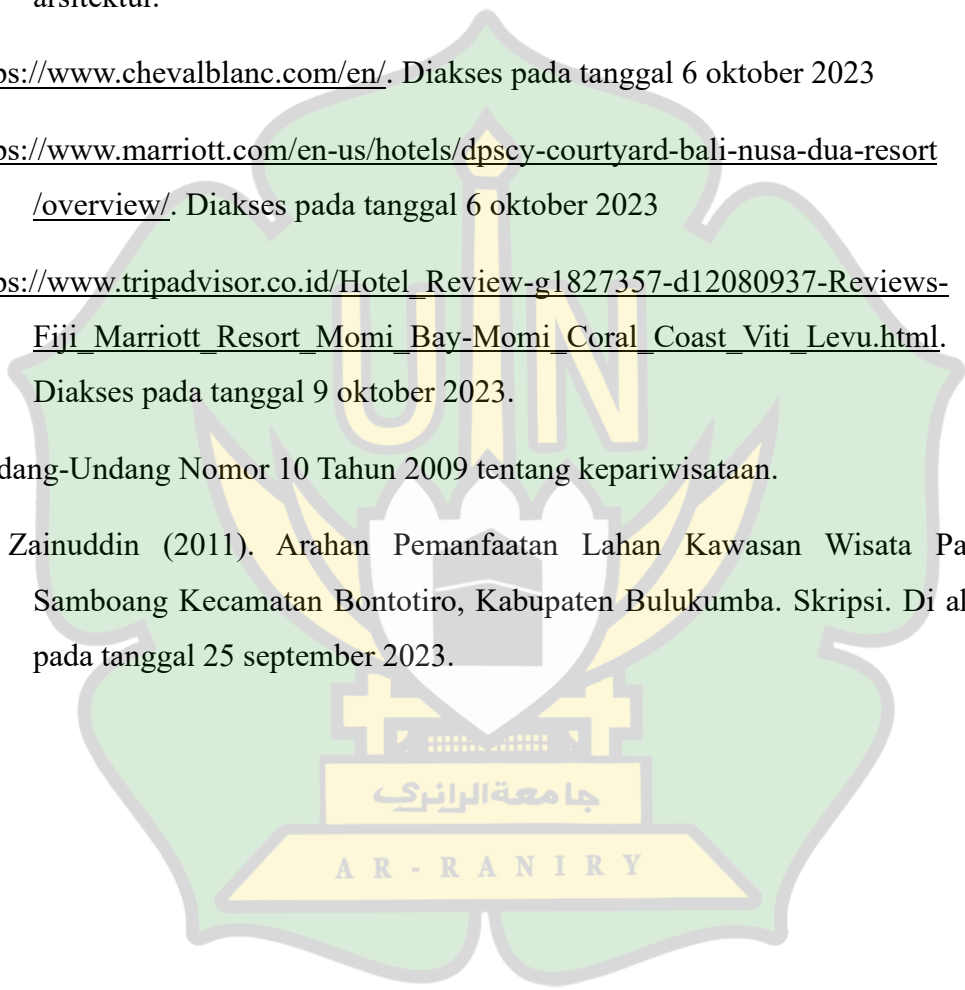 arsitektur.
ps://www.chevalblanc.com/en/. Diakses pada tanggal 6 oktober 2023
ps://www.marriott.com/en-us/hotels/dpscy-courtyard-bali-nusa-dua-resort
/overview/. Diakses pada tanggal 6 oktober 2023
ps://www.tripadvisor.co.id/Hotel_Review-g1827357-d12080937-Reviews-
Fiji_Marriott_Resort_Momi_Bay-Momi_Coral_Coast_Viti_Levu.html.
Diakses pada tanggal 9 oktober 2023.
dang-Undang Nomor 10 Tahun 2009 tentang kepariwisataan.
Zainuddin (2011). Arahan Pemanfaatan Lahan Kawasan Wisata Pa
Samboang Kecamatan Bontotiro, Kabupaten Bulukumba. Skripsi. Di a
pada tanggal 25 september 2023.
UIN
جامعةالرانري
AR-RANIRY